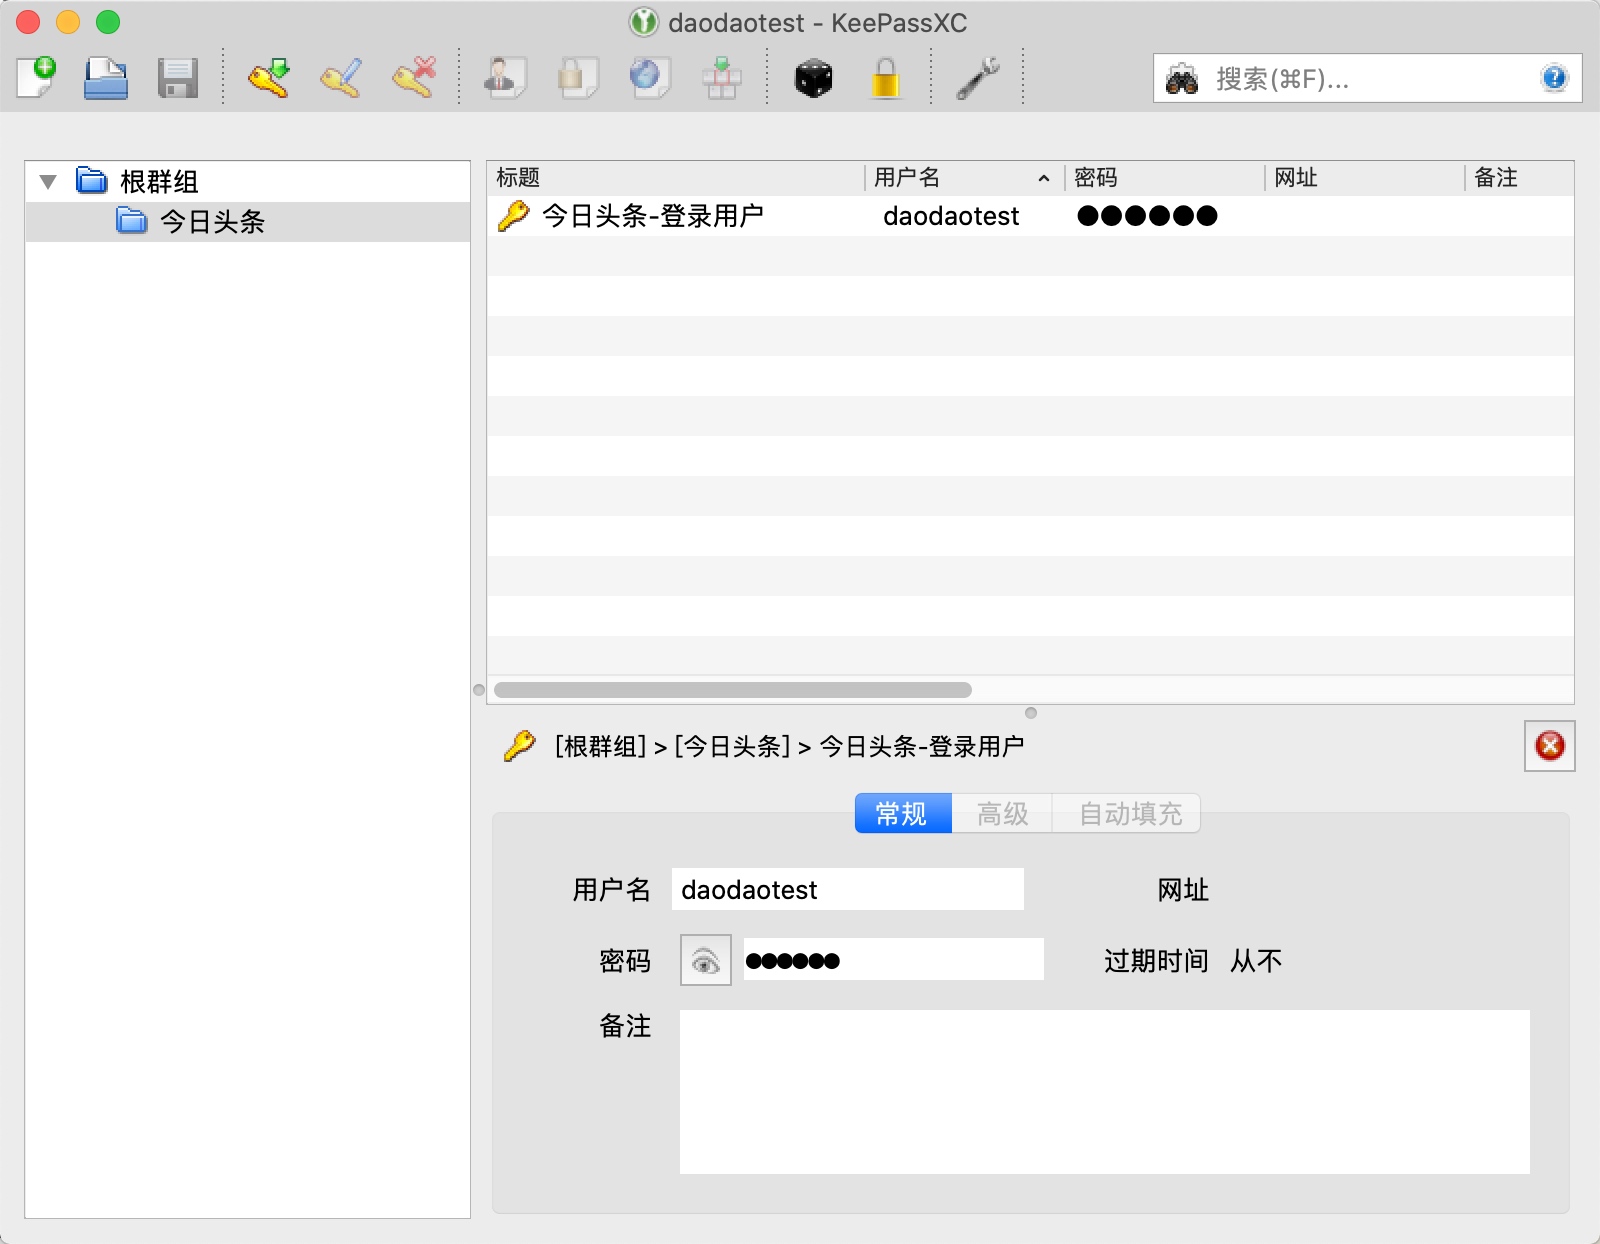 daodaotest - KeePassXC
搜索(⌘F)...
根群组
今日头条
标题 用户名 密码 网址 备注
今日头条-登录用户 daodaotest ●●●●●●
[根群组] > [今日头条] > 今日头条-登录用户
常规 高级 自动填充
用户名 daodaotest 网址
密码 ●●●●●● 过期时间 从不
备注